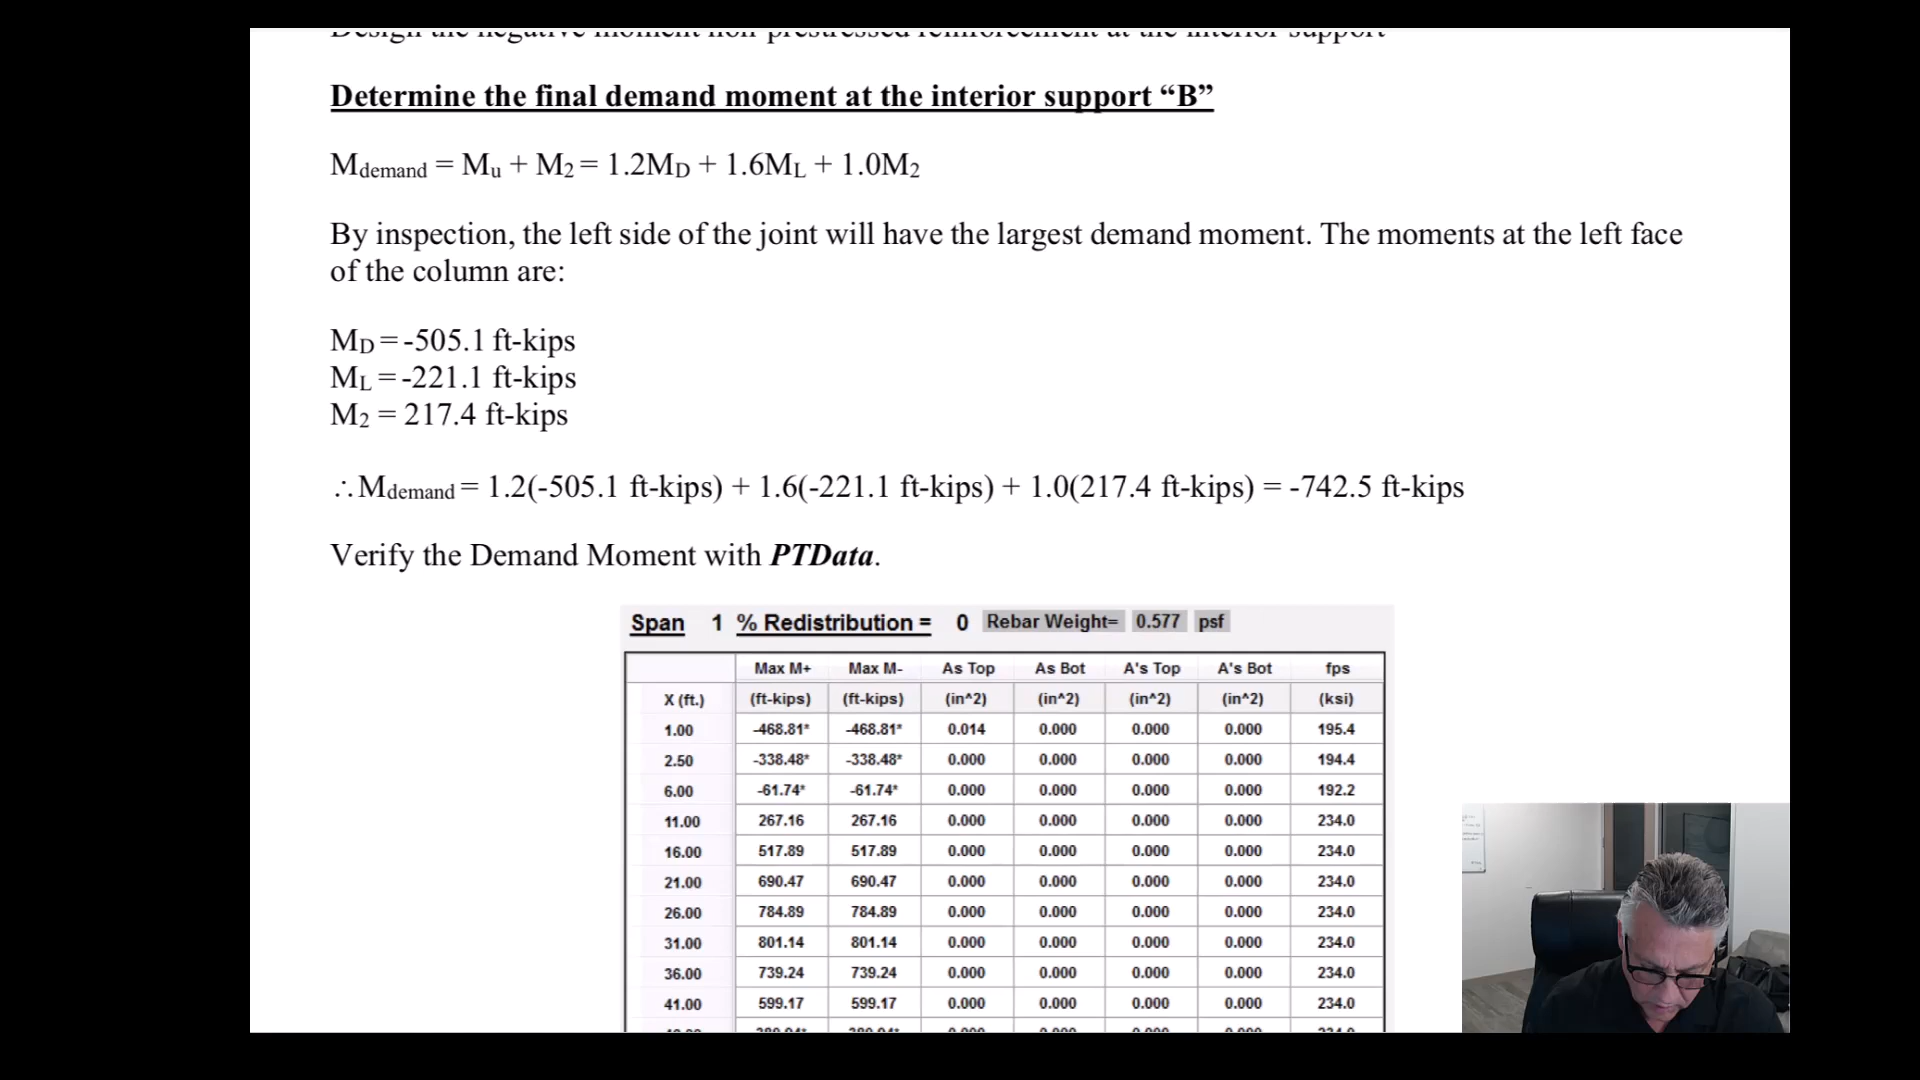 Design the negative moment non-prestressed reinforcement at the interior support
Determine the final demand moment at the interior support “B”
Mdemand = Mu + M2 = 1.2MD + 1.6ML + 1.0M2
By inspection, the left side of the joint will have the largest demand moment. The moments at the left face
of the column are:
MD = -505.1 ft-kips
ML = -221.1 ft-kips
M2 = 217.4 ft-kips
∴ Mdemand = 1.2(-505.1 ft-kips) + 1.6(-221.1 ft-kips) + 1.0(217.4 ft-kips) = -742.5 ft-kips
Verify the Demand Moment with PTData.
Span 1 % Redistribution = 0 Rebar Weight= 0.577 psf
Max M+ Max M- As Top As Bot A's Top A's Bot fps
X (ft.) (ft-kips) (ft-kips) (in^2) (in^2) (in^2) (in^2) (ksi)
1.00 -468.81* -468.81* 0.014 0.000 0.000 0.000 195.4
2.50 -338.48* -338.48* 0.000 0.000 0.000 0.000 194.4
6.00 -61.74* -61.74* 0.000 0.000 0.000 0.000 192.2
11.00 267.16 267.16 0.000 0.000 0.000 0.000 234.0
16.00 517.89 517.89 0.000 0.000 0.000 0.000 234.0
21.00 690.47 690.47 0.000 0.000 0.000 0.000 234.0
26.00 784.89 784.89 0.000 0.000 0.000 0.000 234.0
31.00 801.14 801.14 0.000 0.000 0.000 0.000 234.0
36.00 739.24 739.24 0.000 0.000 0.000 0.000 234.0
41.00 599.17 599.17 0.000 0.000 0.000 0.000 234.0